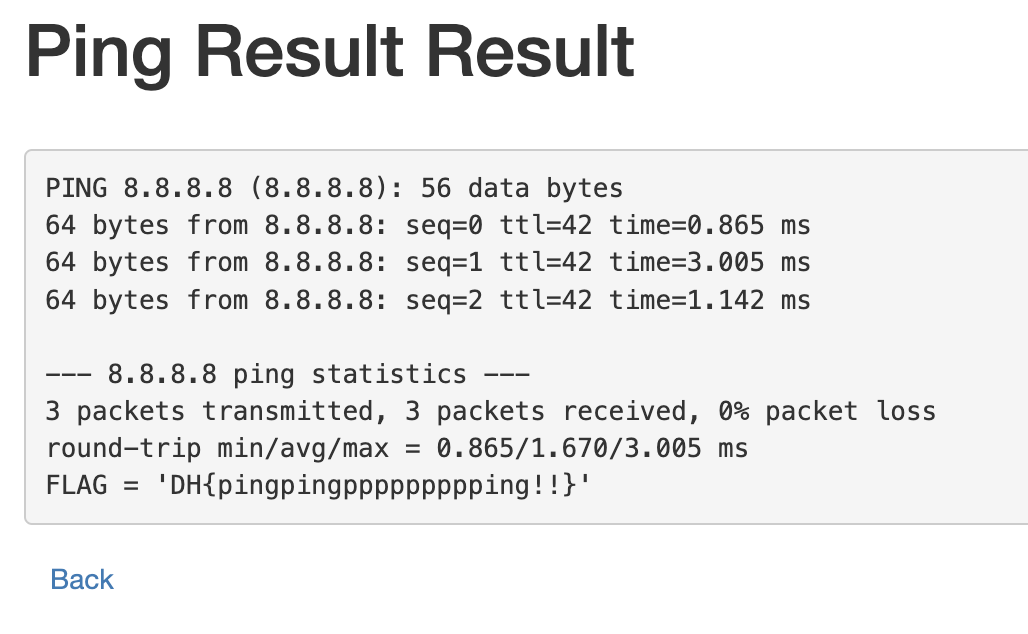 Ping Result Result
PING 8.8.8.8 (8.8.8.8): 56 data bytes
64 bytes from 8.8.8.8: seq=0 ttl=42 time=0.865 ms
64 bytes from 8.8.8.8: seq=1 ttl=42 time=3.005 ms
64 bytes from 8.8.8.8: seq=2 ttl=42 time=1.142 ms
--- 8.8.8.8 ping statistics ---
3 packets transmitted, 3 packets received, 0% packet loss
round-trip min/avg/max = 0.865/1.670/3.005 ms
FLAG = 'DH{pingpingppppppppping!!}'
Back